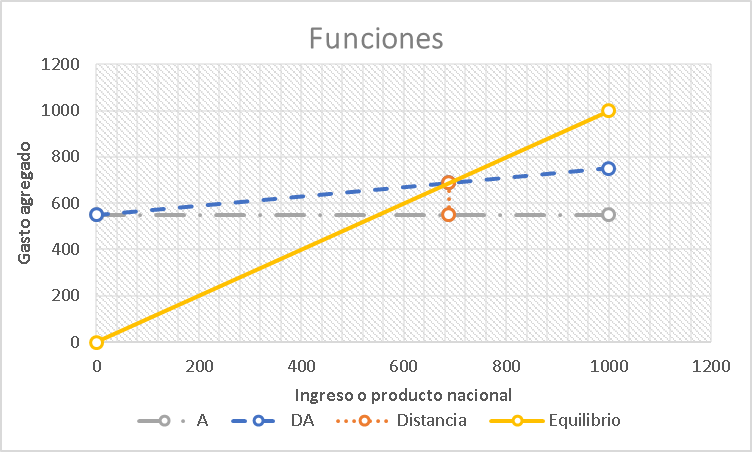 Funciones
1200
1000
800
600
400
200
0
Gasto agregado
0 200 400 600 800 1000 1200
Ingreso o producto nacional
A DA Distancia Equilibrio